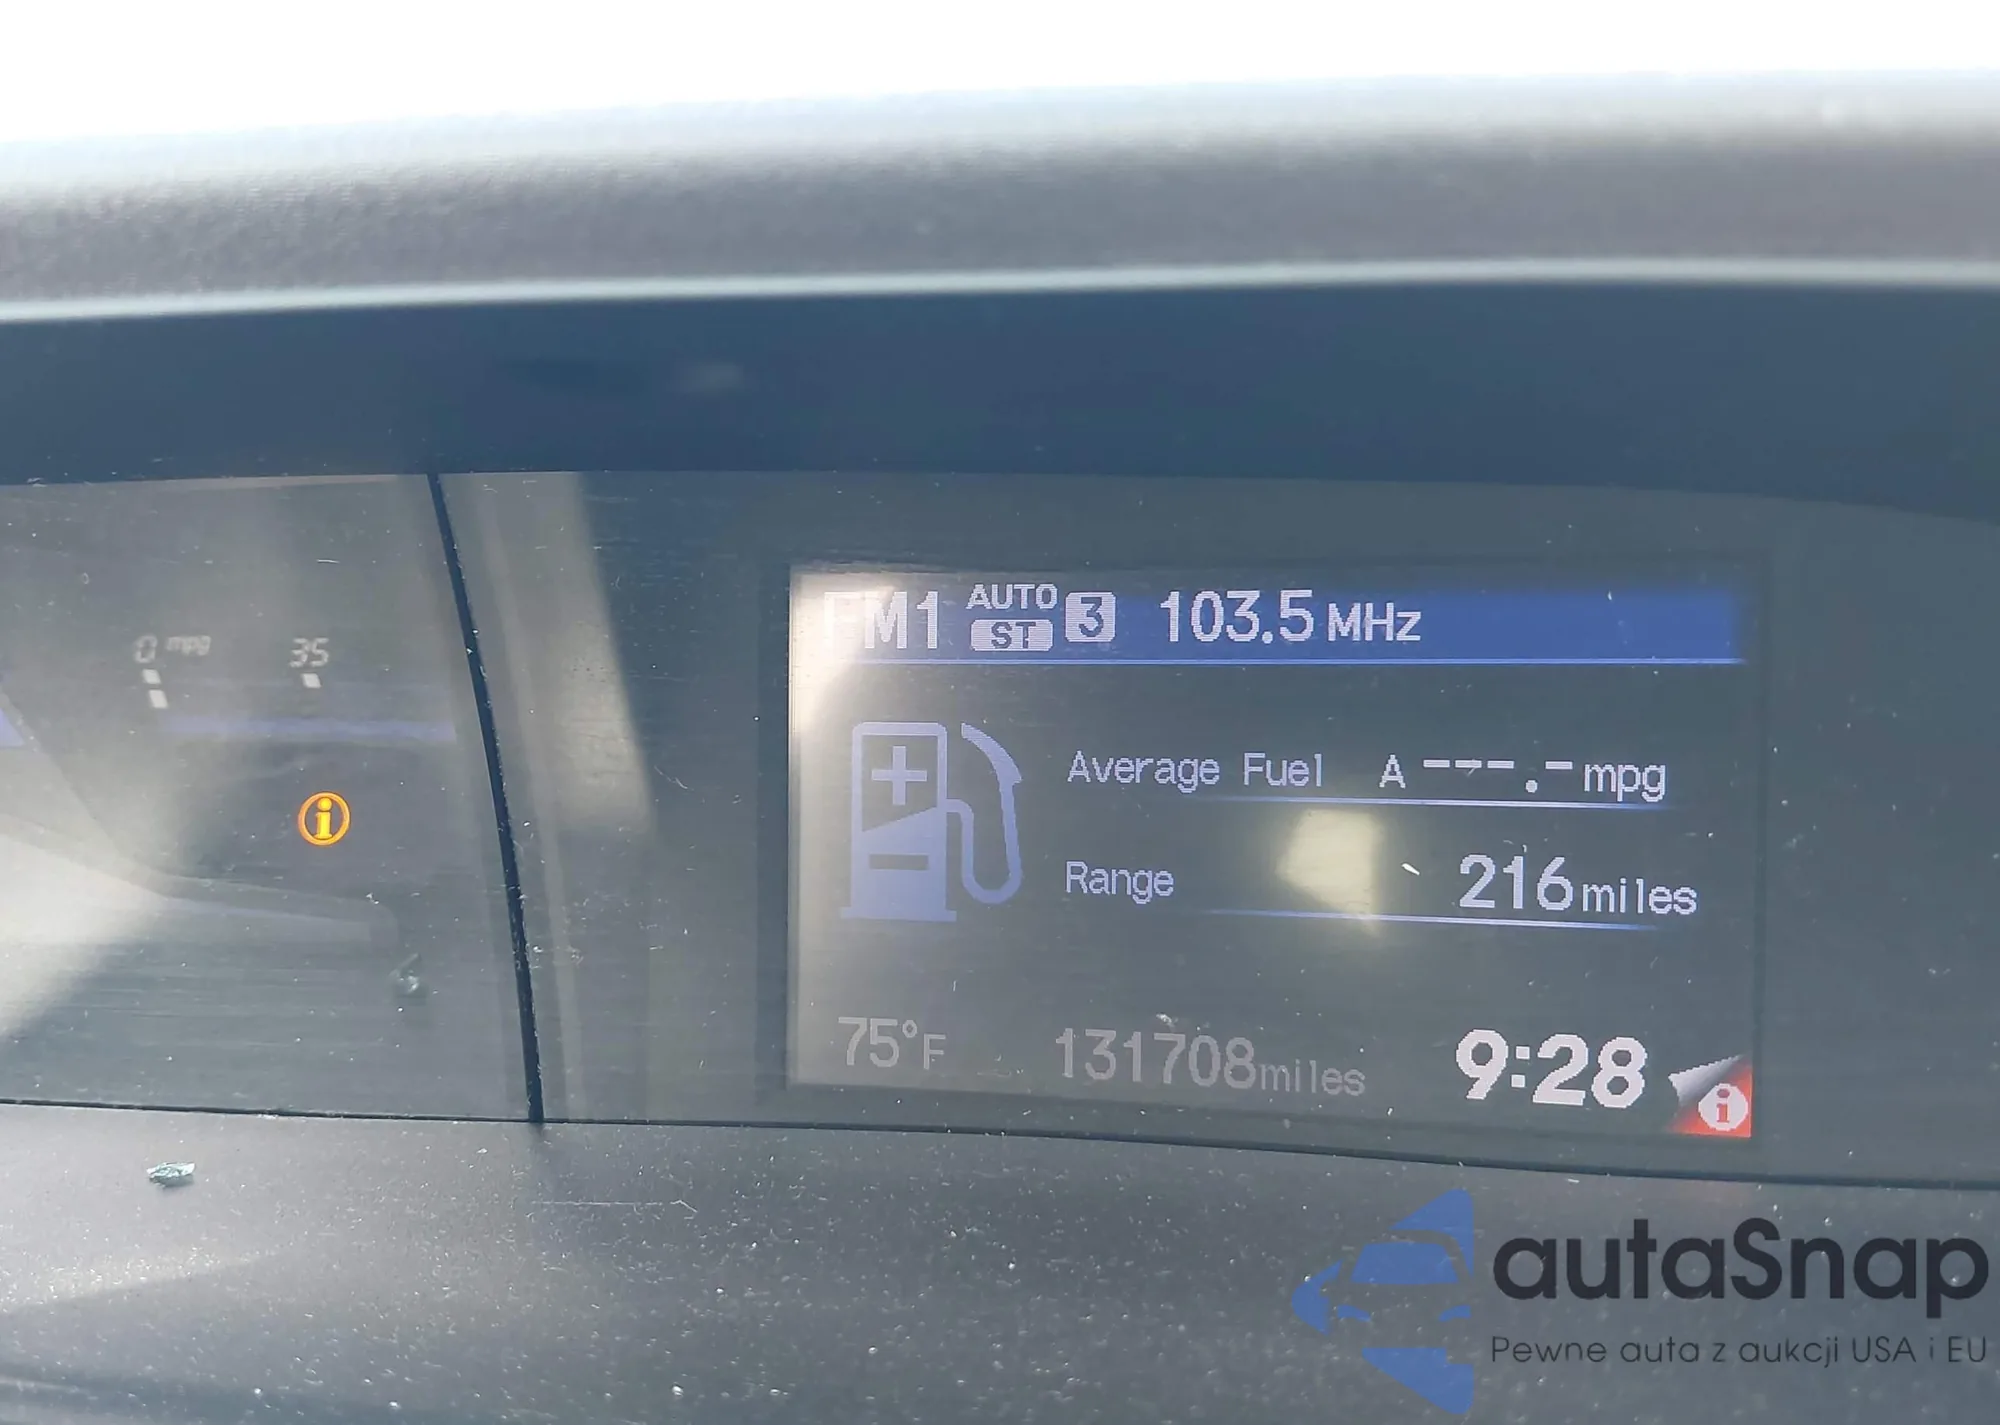 FM1 AUTO ST 3 103.5 MHz
0 mpg 35
Average Fuel A ---.- mpg
Range 216 miles
75°F 131708 miles 9:28
autaSnap
Pewne auta z aukcji USA i EU